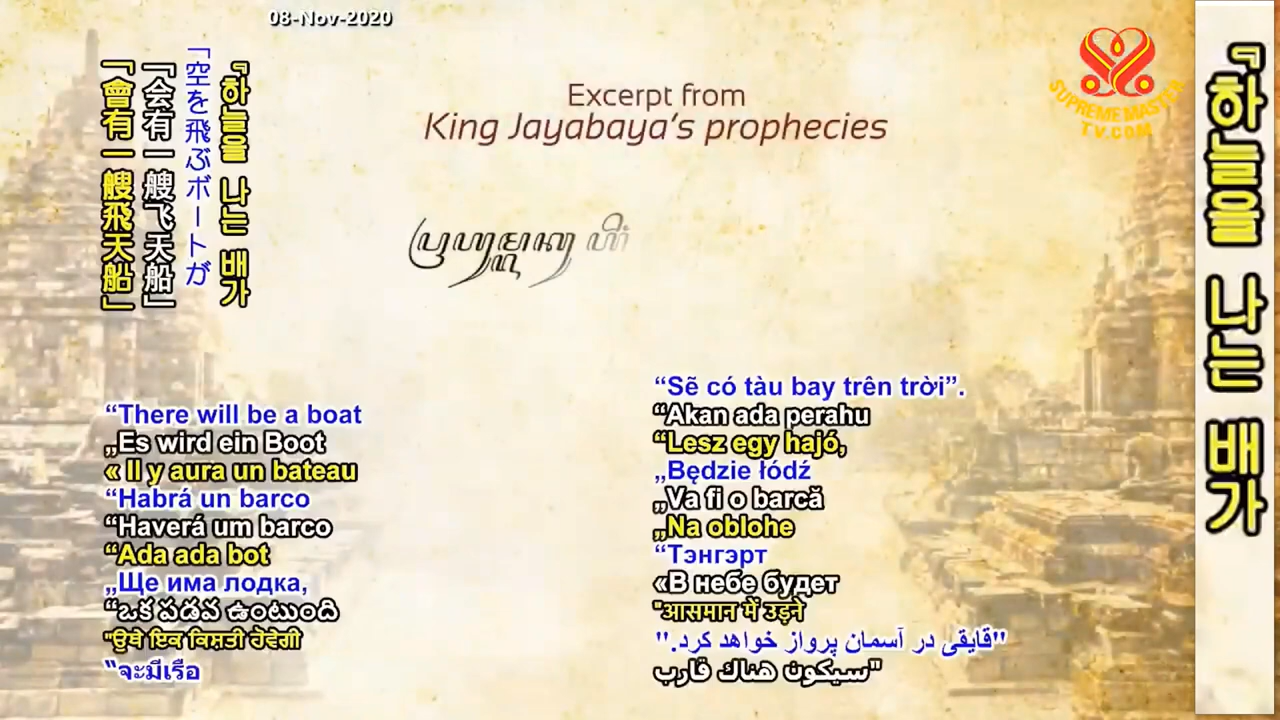 08-Nov-2020
Excerpt from
King Jayabaya's prophecies
SUPREME MASTER
TV.COM
『하늘을 나는 배가
「空を飛ぶボートが
「会有一艘飞天船」
「會有一艘飛天船」
『하늘을 나는 배가
“There will be a boat
„Es wird ein Boot
« Il y aura un bateau
“Habrá un barco
“Haverá um barco
“Ada ada bot
„Ще има лодка,
“ఒక పడవ ఉంటుంది
"ਉਥੇ ਇਕ ਕਿਸ਼ਤੀ ਹੋਵੇਗੀ
“จะมีเรือ
“Sẽ có tàu bay trên trời”.
“Akan ada perahu
“Lesz egy hajó,
„Będzie łódź
„Va fi o barcă
„Na oblohe
“Тэнгэрт
«В небе будет
"आसमान में उड़ने
"قایقی در آسمان پرواز خواهد کرد."
"سيكون هناك قارب